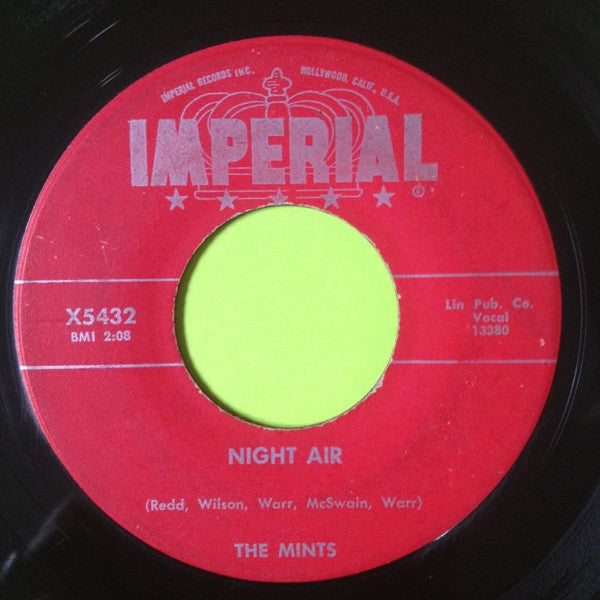 IMPERIAL RECORDS INC. HOLLYWOOD, CALIF., U.S.A.
IMPERIAL
X5432
BMI 2:08
Lin Pub. Co.
Vocal
13380
NIGHT AIR
(Redd, Wilson, Warr, McSwain, Warr)
THE MINTS